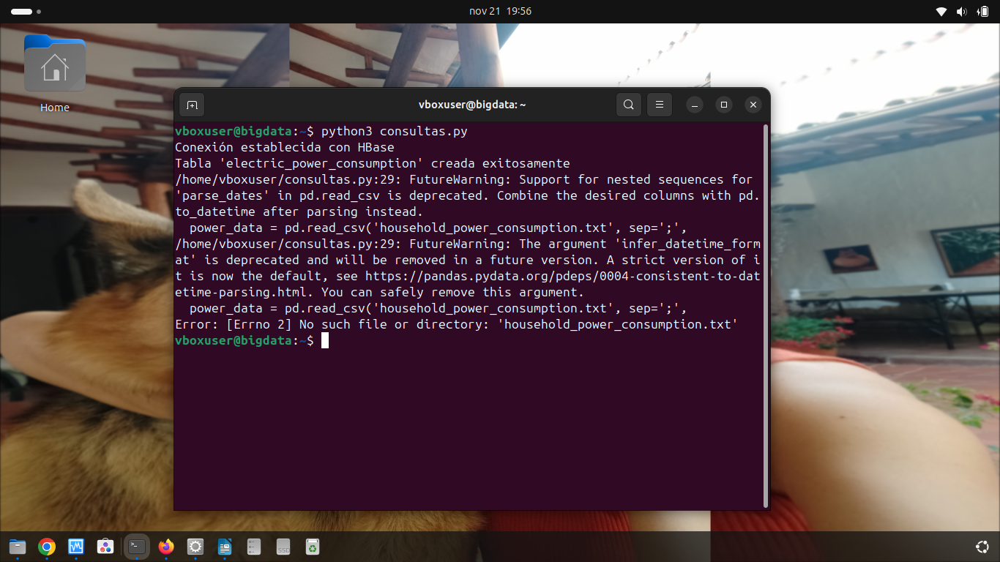 nov 21 19:56
Home
vboxuser@bigdata: ~
vboxuser@bigdata:~$ python3 consultas.py
Conexión establecida con HBase
Tabla 'electric_power_consumption' creada exitosamente
/home/vboxuser/consultas.py:29: FutureWarning: Support for nested sequences for
'parse_dates' in pd.read_csv is deprecated. Combine the desired columns with pd.
to_datetime after parsing instead.
  power_data = pd.read_csv('household_power_consumption.txt', sep=';',
/home/vboxuser/consultas.py:29: FutureWarning: The argument 'infer_datetime_form
at' is deprecated and will be removed in a future version. A strict version of i
t is now the default, see https://pandas.pydata.org/pdeps/0004-consistent-to-dat
etime-parsing.html. You can safely remove this argument.
  power_data = pd.read_csv('household_power_consumption.txt', sep=';',
Error: [Errno 2] No such file or directory: 'household_power_consumption.txt'
vboxuser@bigdata:~$
SSD